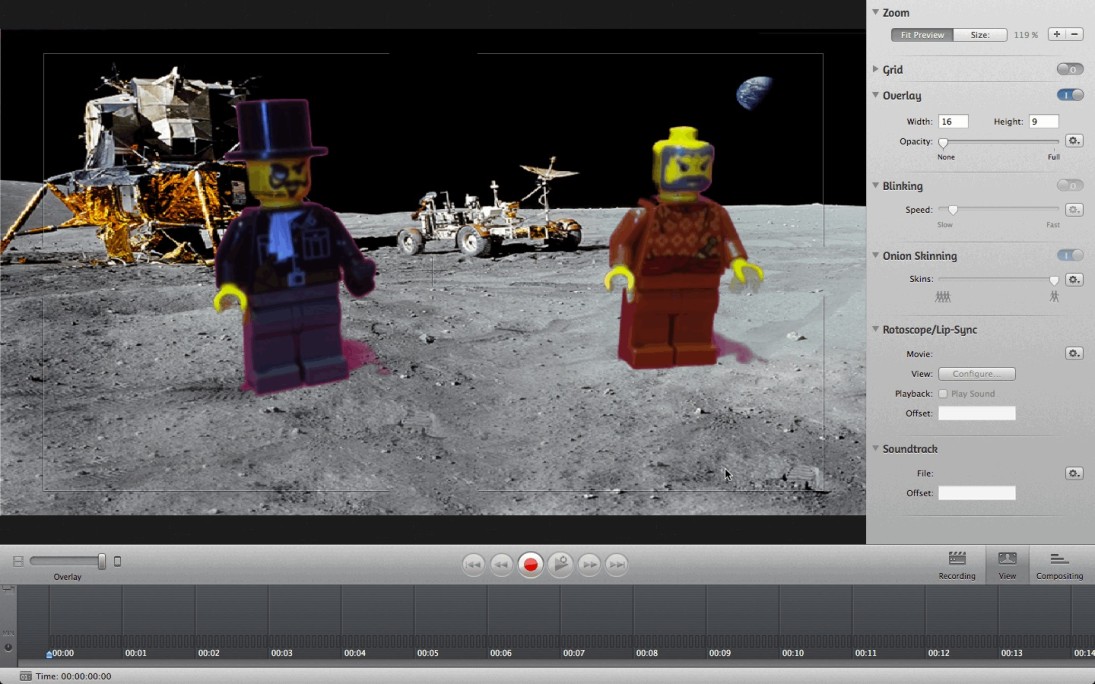 Zoom
Fit Preview Size: 119 % + −
Grid
Overlay
Width: 16 Height: 9
Opacity:
None Full
Blinking
Speed:
Slow Fast
Onion Skinning
Skins:
Rotoscope/Lip-Sync
Movie:
View: Configure...
Playback: Play Sound
Offset:
Soundtrack
File:
Offset:
Overlay
Recording View Compositing
00:00 00:01 00:02 00:03 00:04 00:05 00:06 00:07 00:08 00:09 00:10 00:11 00:12 00:13 00:14
Time: 00:00:00:00